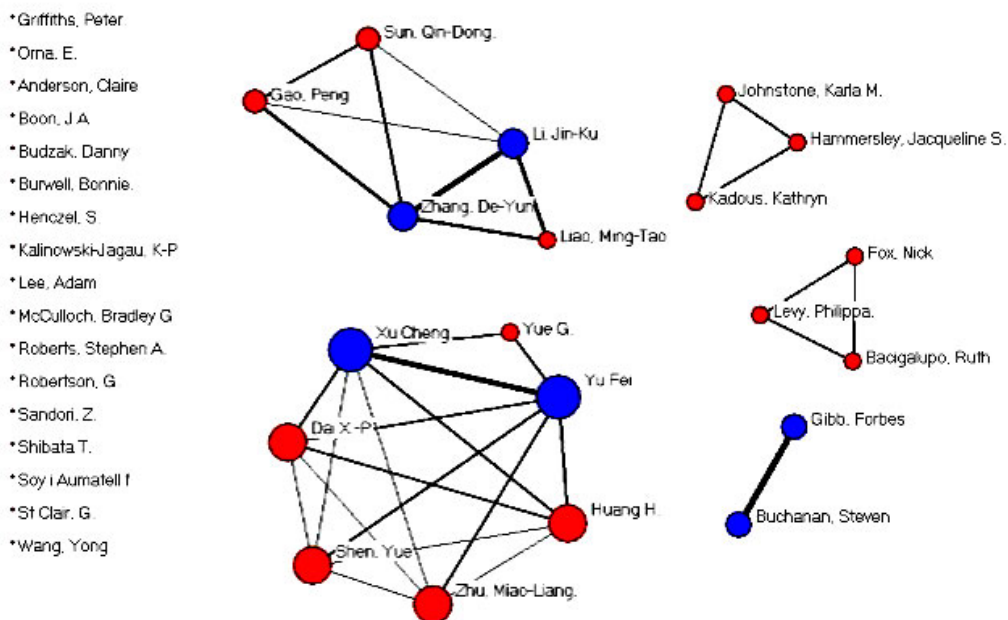 *Griffiths, Peter
*Orna. E.
*Anderson, Claire
*Boon, J A
*Budzak, Danny
*Burwell, Bonnie.
*Henczel, S.
*Kalinowski-Jagau, K-P
*Lee, Adam
*McCulloch, Bradley G
*Roberts, Stephen A.
*Robertson, G
*Sandori, Z.
*Shibata T.
*Soy i Aumatell
*St Clair, G.
*Wang, Yong
Sun, Qin-Dong.
Gao, Peng
Li, Jin-Ku
Zhang, De-Yun
Liao, Ming-Tao
Johnstone, Karla M.
Hammersley, Jacqueline S.
Kadous, Kathryn
Fox, Nick
Levy, Philippa.
Bacigalupo, Ruth
Xu Cheng
Yue G.
Yu Fei
Dai X.-P
Huang H.
Shen, Yue
Zhu, Miao-Liang.
Gibb, Forbes
Buchanan, Steven